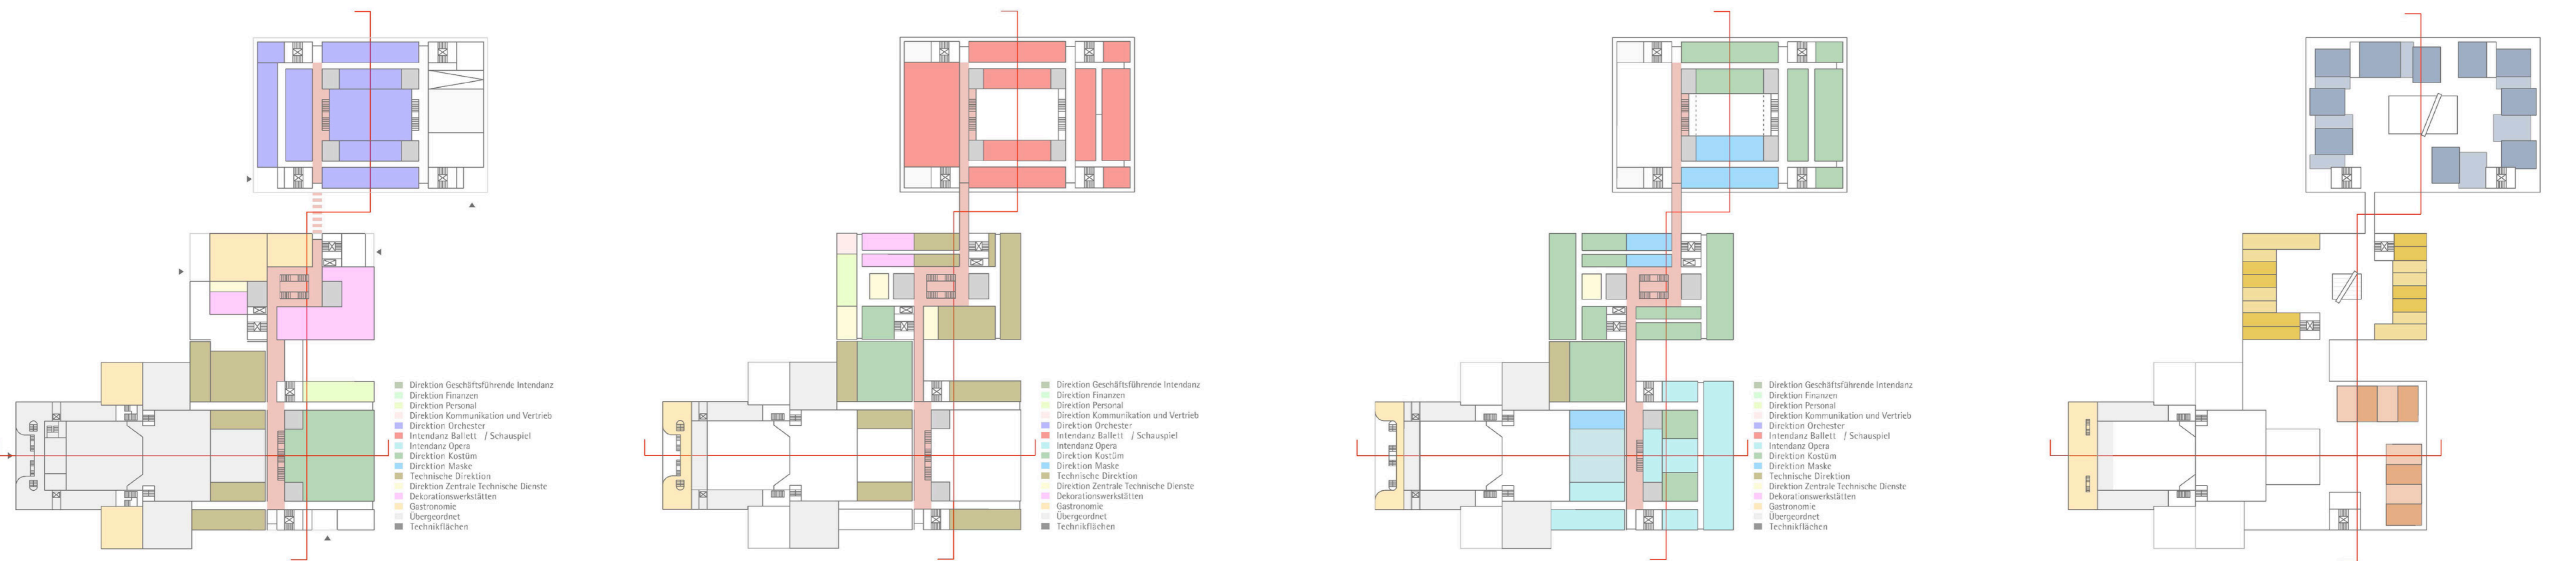 Direktion Geschäftsführende Intendanz
Direktion Finanzen
Direktion Personal
Direktion Kommunikation und Vertrieb
Direktion Orchester
Intendanz Ballett / Schauspiel
Intendanz Opera
Direktion Kostüm
Direktion Maske
Technische Direktion
Direktion Zentrale Technische Dienste
Dekorationswerkstätten
Gastronomie
Übergeordnet
Technikflächen
Direktion Geschäftsführende Intendanz
Direktion Finanzen
Direktion Personal
Direktion Kommunikation und Vertrieb
Direktion Orchester
Intendanz Ballett / Schauspiel
Intendanz Opera
Direktion Kostüm
Direktion Maske
Technische Direktion
Direktion Zentrale Technische Dienste
Dekorationswerkstätten
Gastronomie
Übergeordnet
Technikflächen
Direktion Geschäftsführende Intendanz
Direktion Finanzen
Direktion Personal
Direktion Kommunikation und Vertrieb
Direktion Orchester
Intendanz Ballett / Schauspiel
Intendanz Opera
Direktion Kostüm
Direktion Maske
Technische Direktion
Direktion Zentrale Technische Dienste
Dekorationswerkstätten
Gastronomie
Übergeordnet
Technikflächen